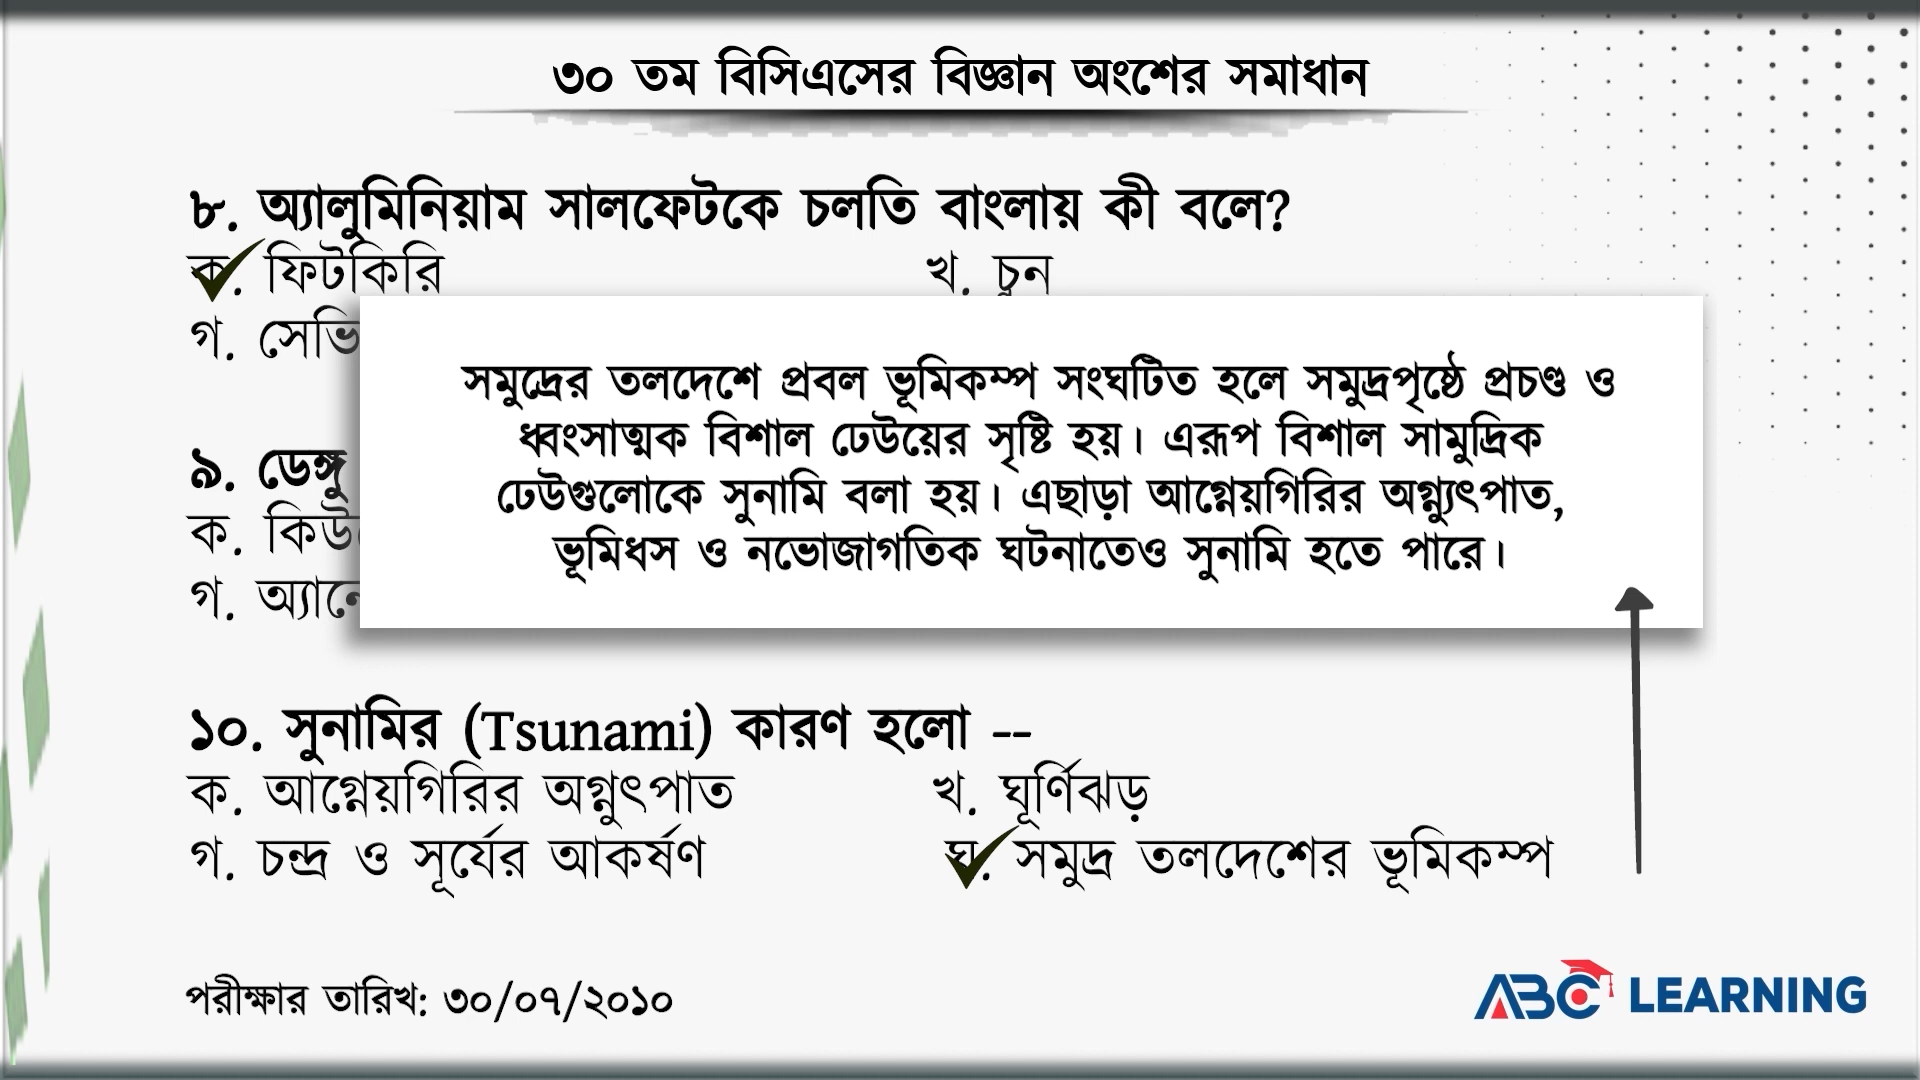 ৩০ তম বিসিএসের বিজ্ঞান অংশের সমাধান
৮. অ্যালুমিনিয়াম সালফেটকে চলতি বাংলায় কী বলে?
ক. ফিটকিরি খ. চুন
গ.
সমুদ্রের তলদেশে প্রবল ভূমিকম্প সংঘটিত হলে সমুদ্রপৃষ্ঠে প্রচণ্ড ও
ধ্বংসাত্মক বিশাল ঢেউয়ের সৃষ্টি হয়। এরূপ বিশাল সামুদ্রিক
ঢেউগুলোকে সুনামি বলা হয়। এছাড়া আগ্নেয়গিরির অগ্ন্যুৎপাত,
ভূমিধস ও নভোজাগতিক ঘটনাতেও সুনামি হতে পারে।
৯. ডেঙ্গু
ক.
গ.
১০. সুনামির (Tsunami) কারণ হলো --
ক. আগ্নেয়গিরির অগ্নুৎপাত খ. ঘূর্ণিঝড়
গ. চন্দ্র ও সূর্যের আকর্ষণ ঘ. সমুদ্র তলদেশের ভূমিকম্প
পরীক্ষার তারিখ: ৩০/০৭/২০১০
ABC LEARNING